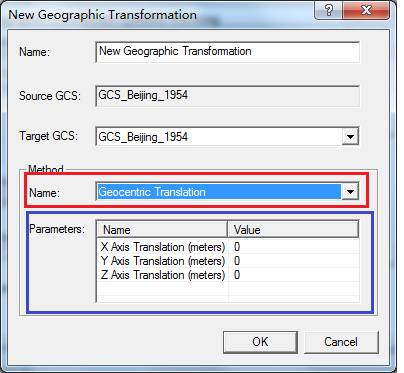 New Geographic Transformation
Name: New Geographic Transformation
Source GCS: GCS_Beijing_1954
Target GCS: GCS_Beijing_1954
Method
Name: Geocentric Translation
Parameters: Name Value
X Axis Translation (meters) 0
Y Axis Translation (meters) 0
Z Axis Translation (meters) 0
OK Cancel